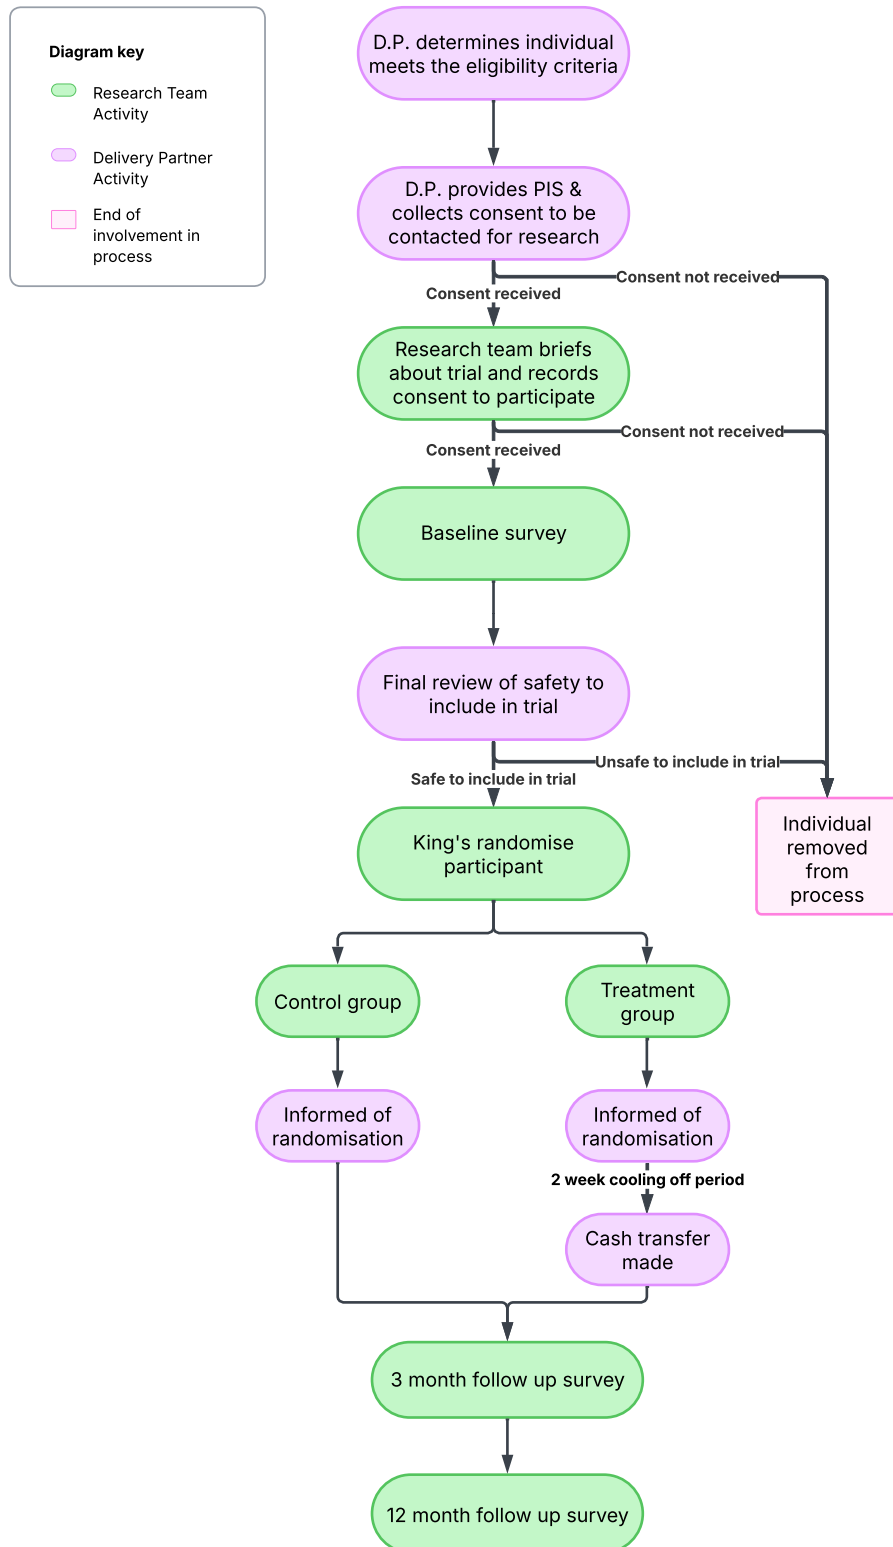 Diagram key
Research Team
Activity
Delivery Partner
Activity
End of
involvement in
process
D.P. determines individual
meets the eligibility criteria
D.P. provides PIS &
collects consent to be
contacted for research
Consent not received
Consent received
Research team briefs
about trial and records
consent to participate
Consent not received
Consent received
Baseline survey
Final review of safety to
include in trial
Unsafe to include in trial
Safe to include in trial
Individual
removed
from
process
King's randomise
participant
Control group
Treatment
group
Informed of
randomisation
Informed of
randomisation
2 week cooling off period
Cash transfer
made
3 month follow up survey
12 month follow up survey